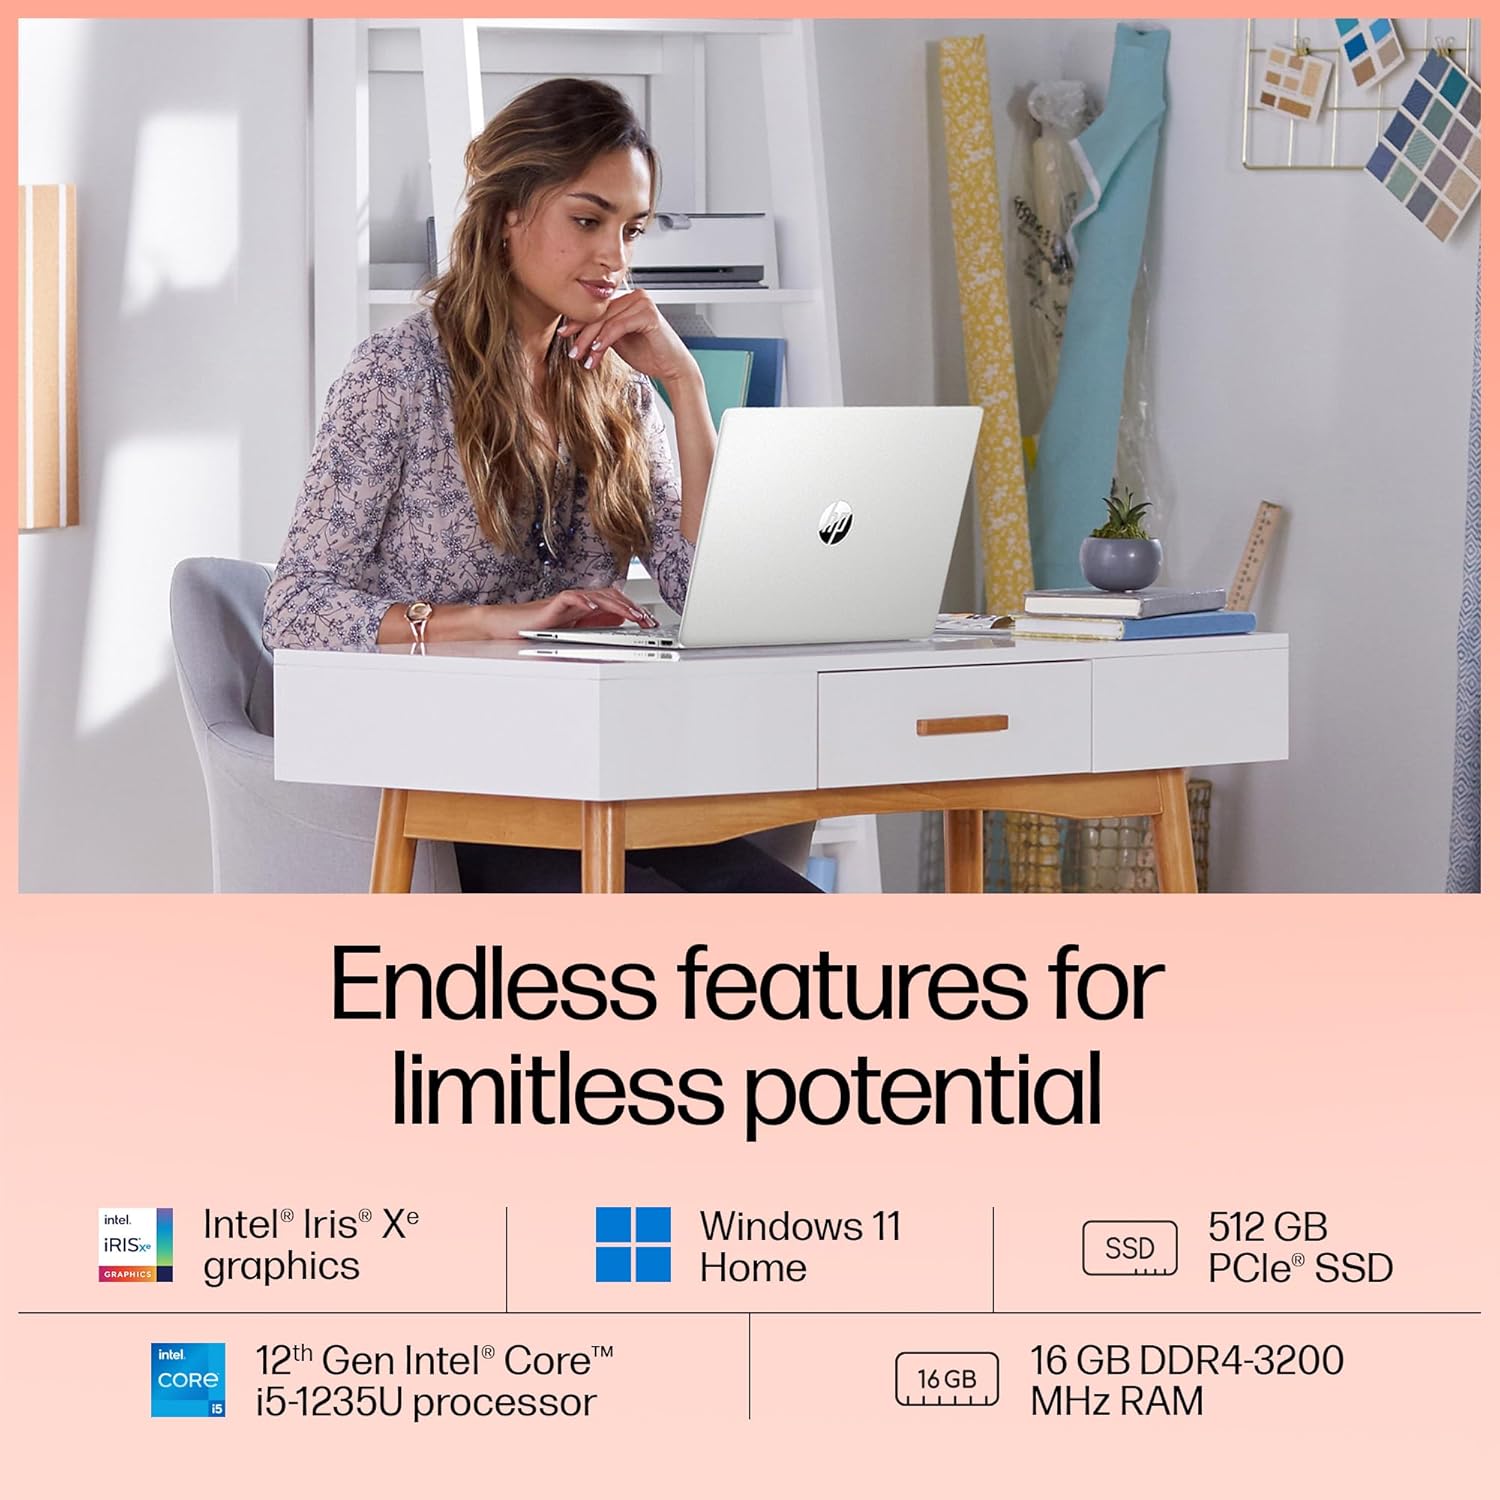 hp
Endless features for
limitless potential
intel.
iRISxe
GRAPHICS
Intel® Iris® Xe
graphics
Windows 11
Home
SSD
512 GB
PCIe® SSD
intel.
CORE
i5
12th Gen Intel® Core™
i5-1235U processor
16 GB
16 GB DDR4-3200
MHz RAM